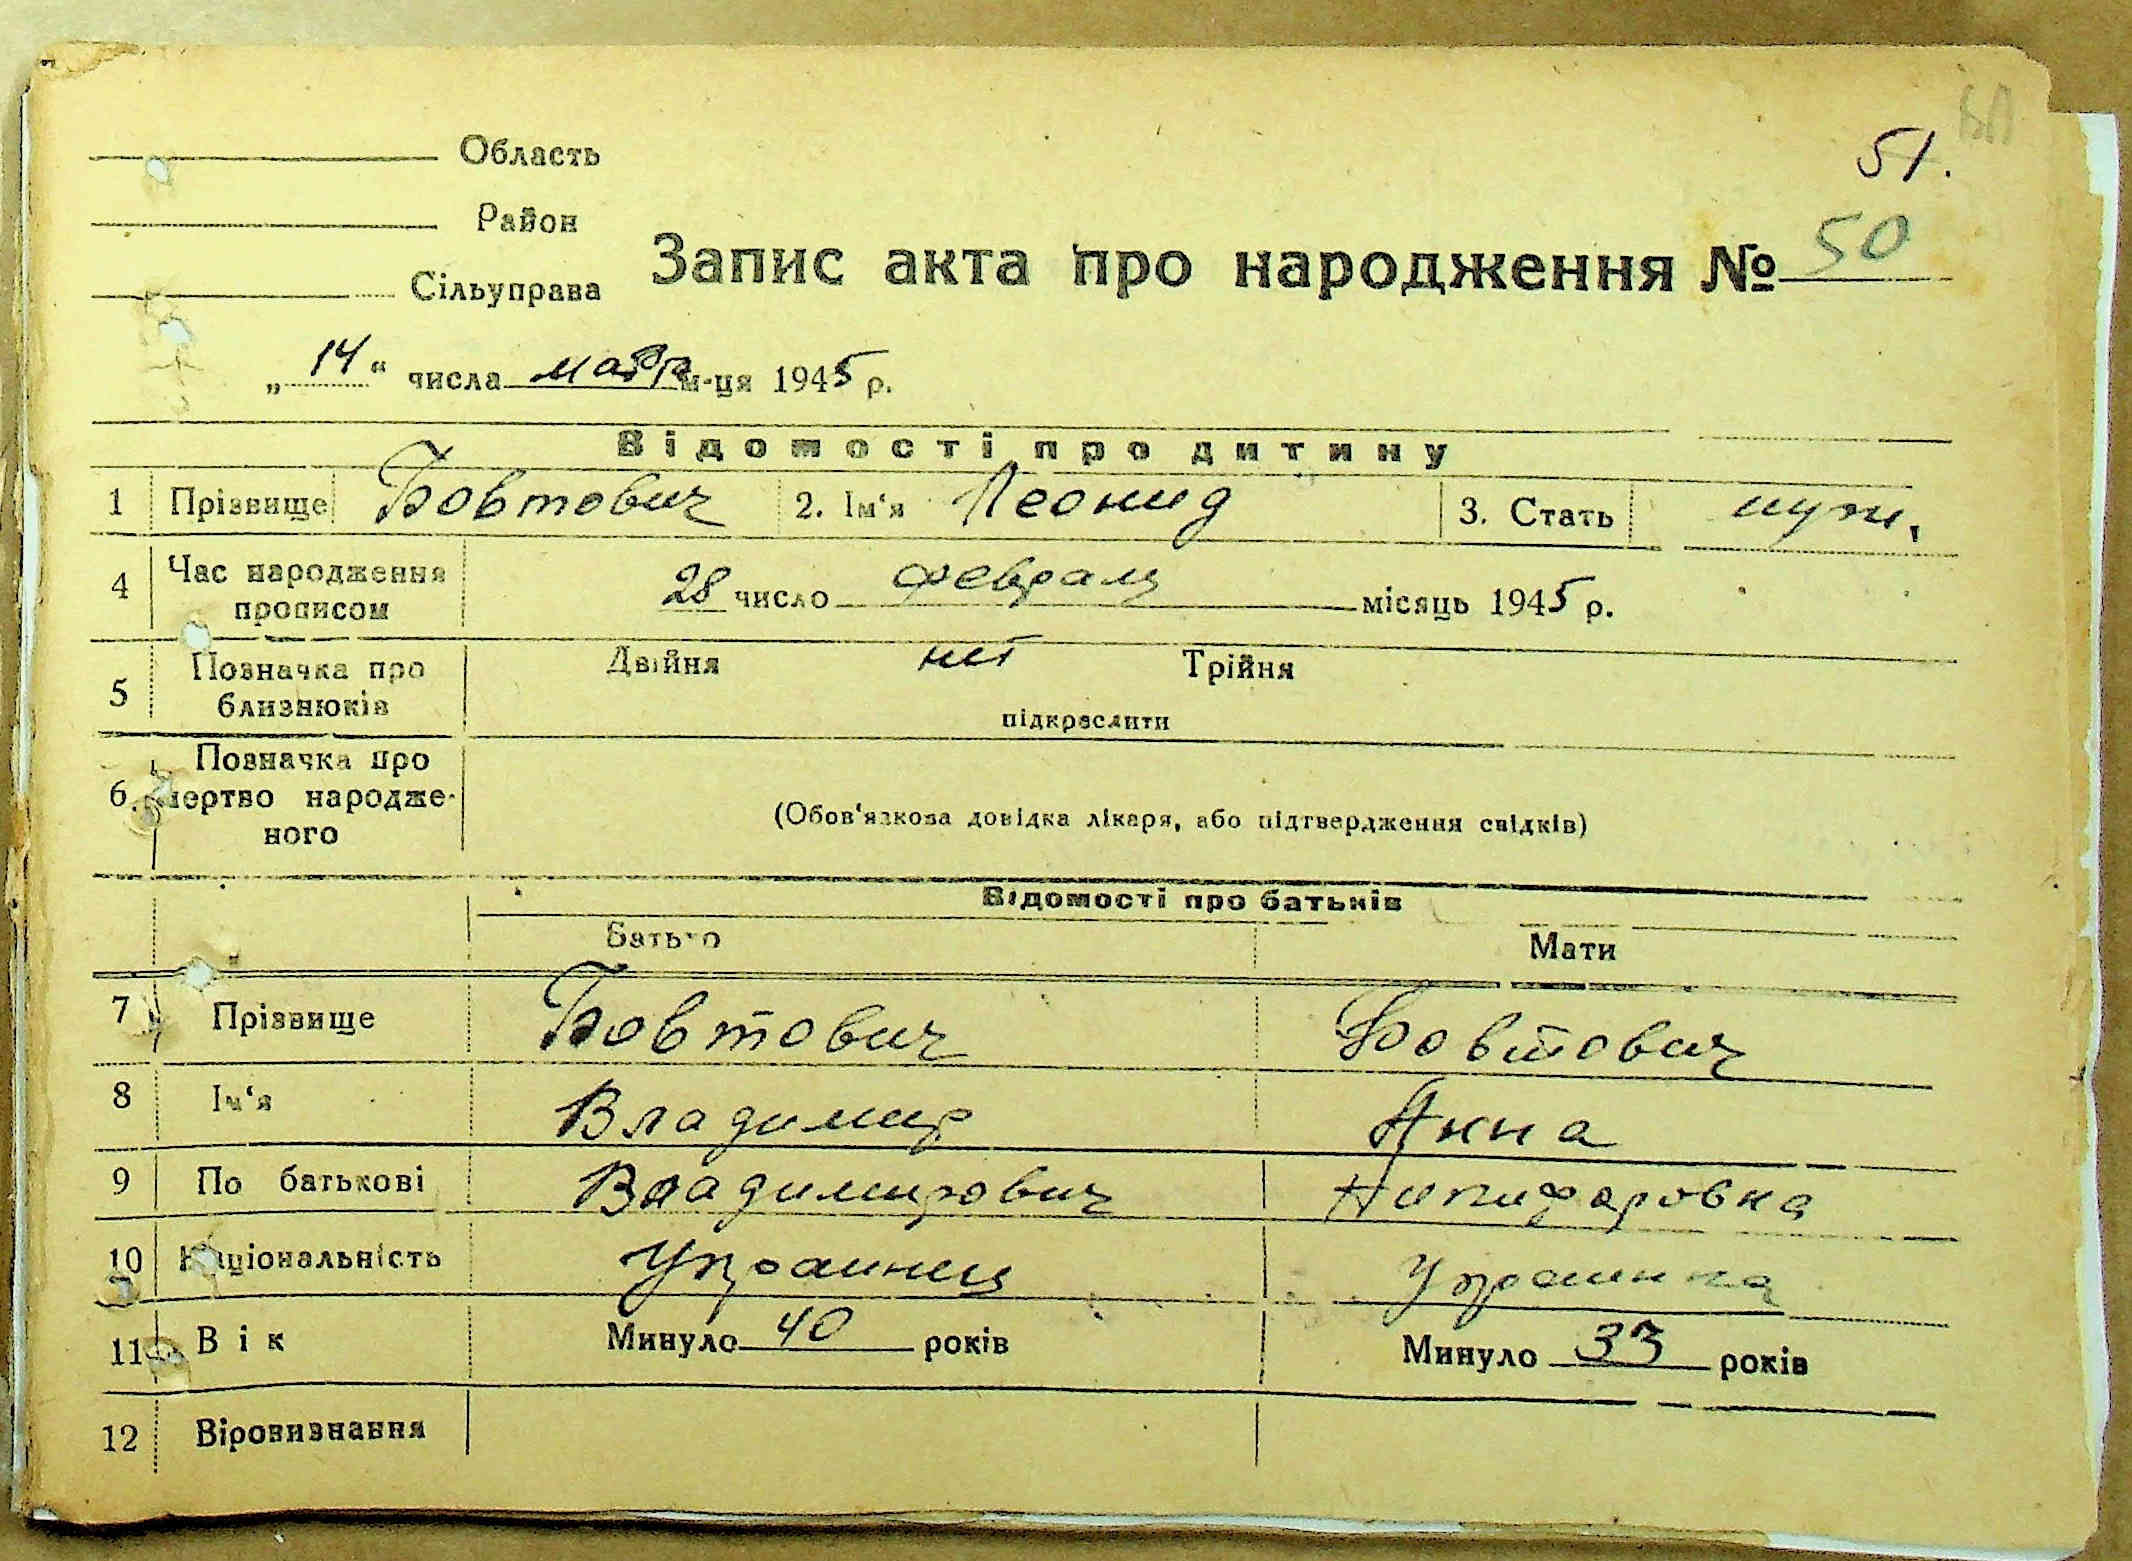 51.
Область
Район
Сільуправа
Запис акта про народження № 50
„14“ числа марта м-ця 1945 р.
Відомості про дитину
1 Прізвище Бовтович 2. Ім‘я Леонид 3. Стать муж.
4 Час народження прописом 28 число февраля місяць 1945 р.
5 Позначка про близнюків Двійня нет Трійня
підкреслити
6. Позначка про мертво народже-
ного
(Обов‘язкова довідка лікаря, або підтвердження свідків)
Відомості про батьків
Батько Мати
7 Прізвище Бовтович Бовтович
8 Ім‘я Владимир Анна
9 По батькові Владимирович
10 Національність Украинец Украинка
11 Вік Минуло 40 років Минуло 33 років
12 Віровизнання